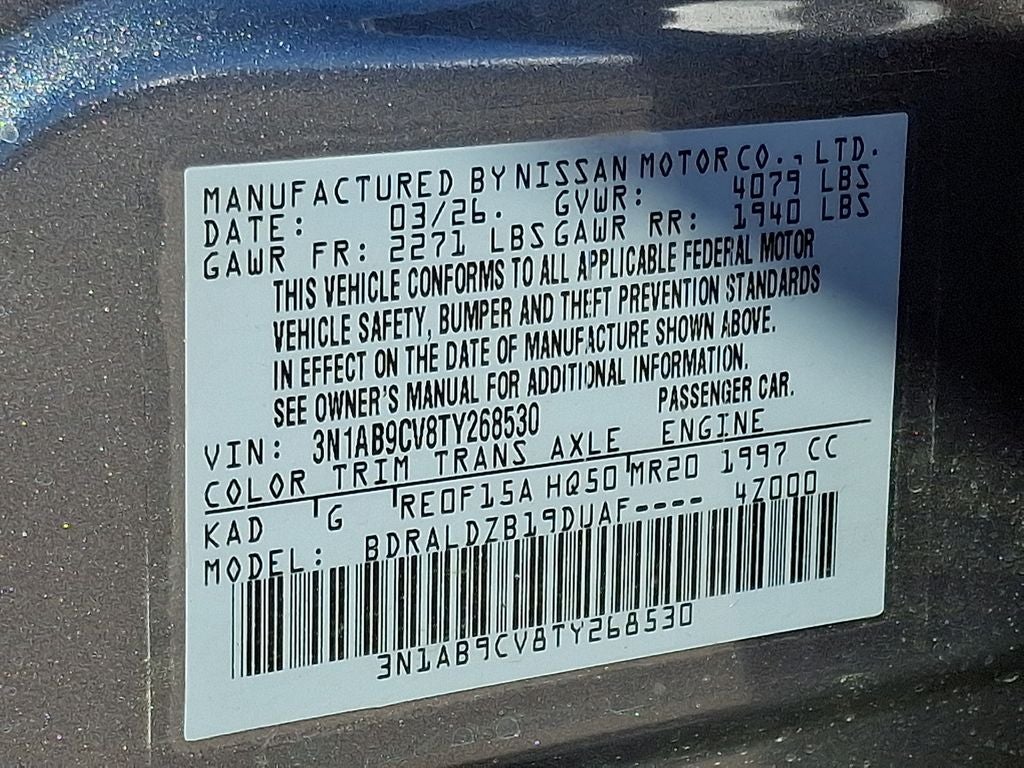 MANUFACTURED BY NISSAN MOTOR CO., LTD.
DATE: 03/26. GVWR: 4079 LBS
GAWR FR: 2271 LBS GAWR RR: 1940 LBS
THIS VEHICLE CONFORMS TO ALL APPLICABLE FEDERAL MOTOR
VEHICLE SAFETY, BUMPER AND THEFT PREVENTION STANDARDS
IN EFFECT ON THE DATE OF MANUFACTURE SHOWN ABOVE.
SEE OWNER'S MANUAL FOR ADDITIONAL INFORMATION.
VIN: 3N1AB9CV8TY268530 PASSENGER CAR.
COLOR TRIM TRANS AXLE ENGINE
KAD G RE0F15A HQ50 MR20 1997 CC
MODEL: BDRALDZB19DUAF---- 4Z000
3N1AB9CV8TY268530